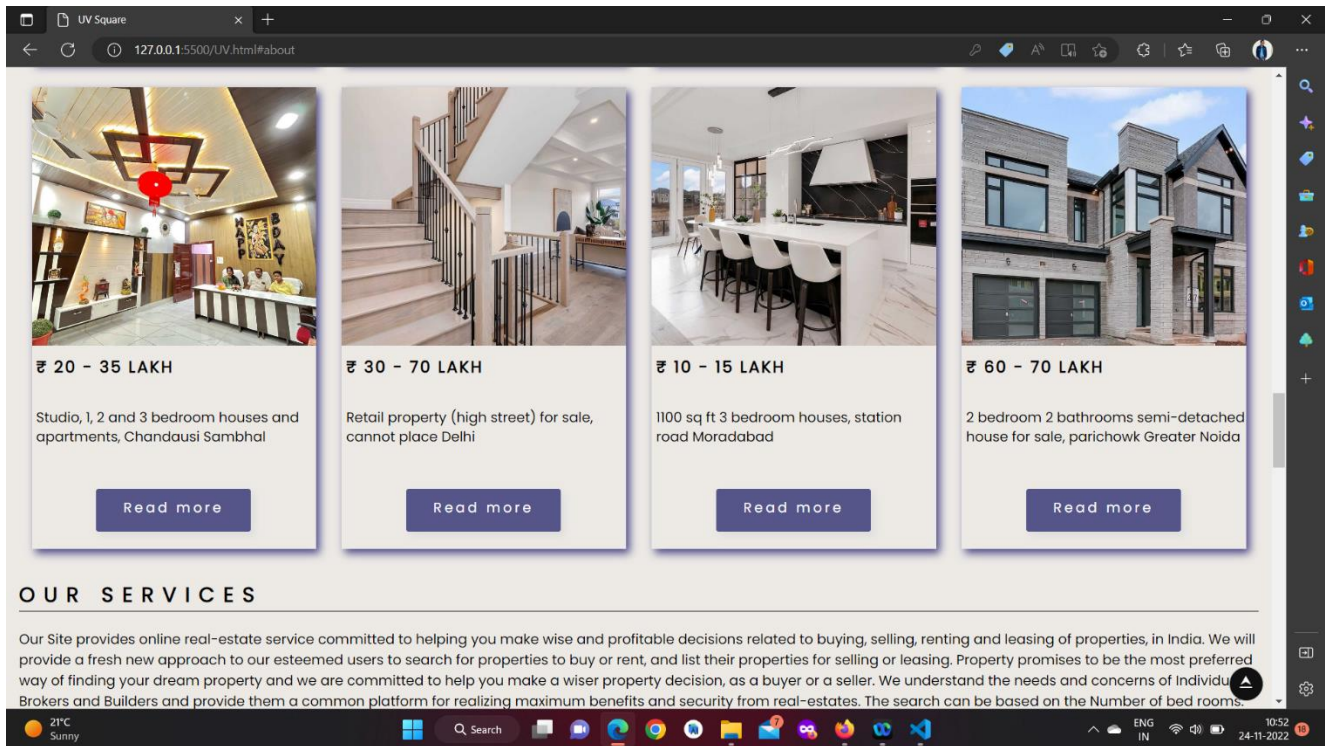 UV Square
127.0.0.1:5500/UV.html#about
HAPP
BDAY
₹ 20 - 35 LAKH
Studio, 1, 2 and 3 bedroom houses and
apartments, Chandausi Sambhal
Read more
₹ 30 - 70 LAKH
Retail property (high street) for sale,
cannot place Delhi
Read more
₹ 10 - 15 LAKH
1100 sq ft 3 bedroom houses, station
road Moradabad
Read more
₹ 60 - 70 LAKH
2 bedroom 2 bathrooms semi-detached
house for sale, parichowk Greater Noida
Read more
OUR SERVICES
Our Site provides online real-estate service committed to helping you make wise and profitable decisions related to buying, selling, renting and leasing of properties, in India. We will
provide a fresh new approach to our esteemed users to search for properties to buy or rent, and list their properties for selling or leasing. Property promises to be the most preferred
way of finding your dream property and we are committed to help you make a wiser property decision, as a buyer or a seller. We understand the needs and concerns of Individu
Brokers and Builders and provide them a common platform for realizing maximum benefits and security from real-estates. The search can be based on the Number of bed rooms.
21°C
Sunny
Search
7
ENG
IN
10:52
24-11-2022
18